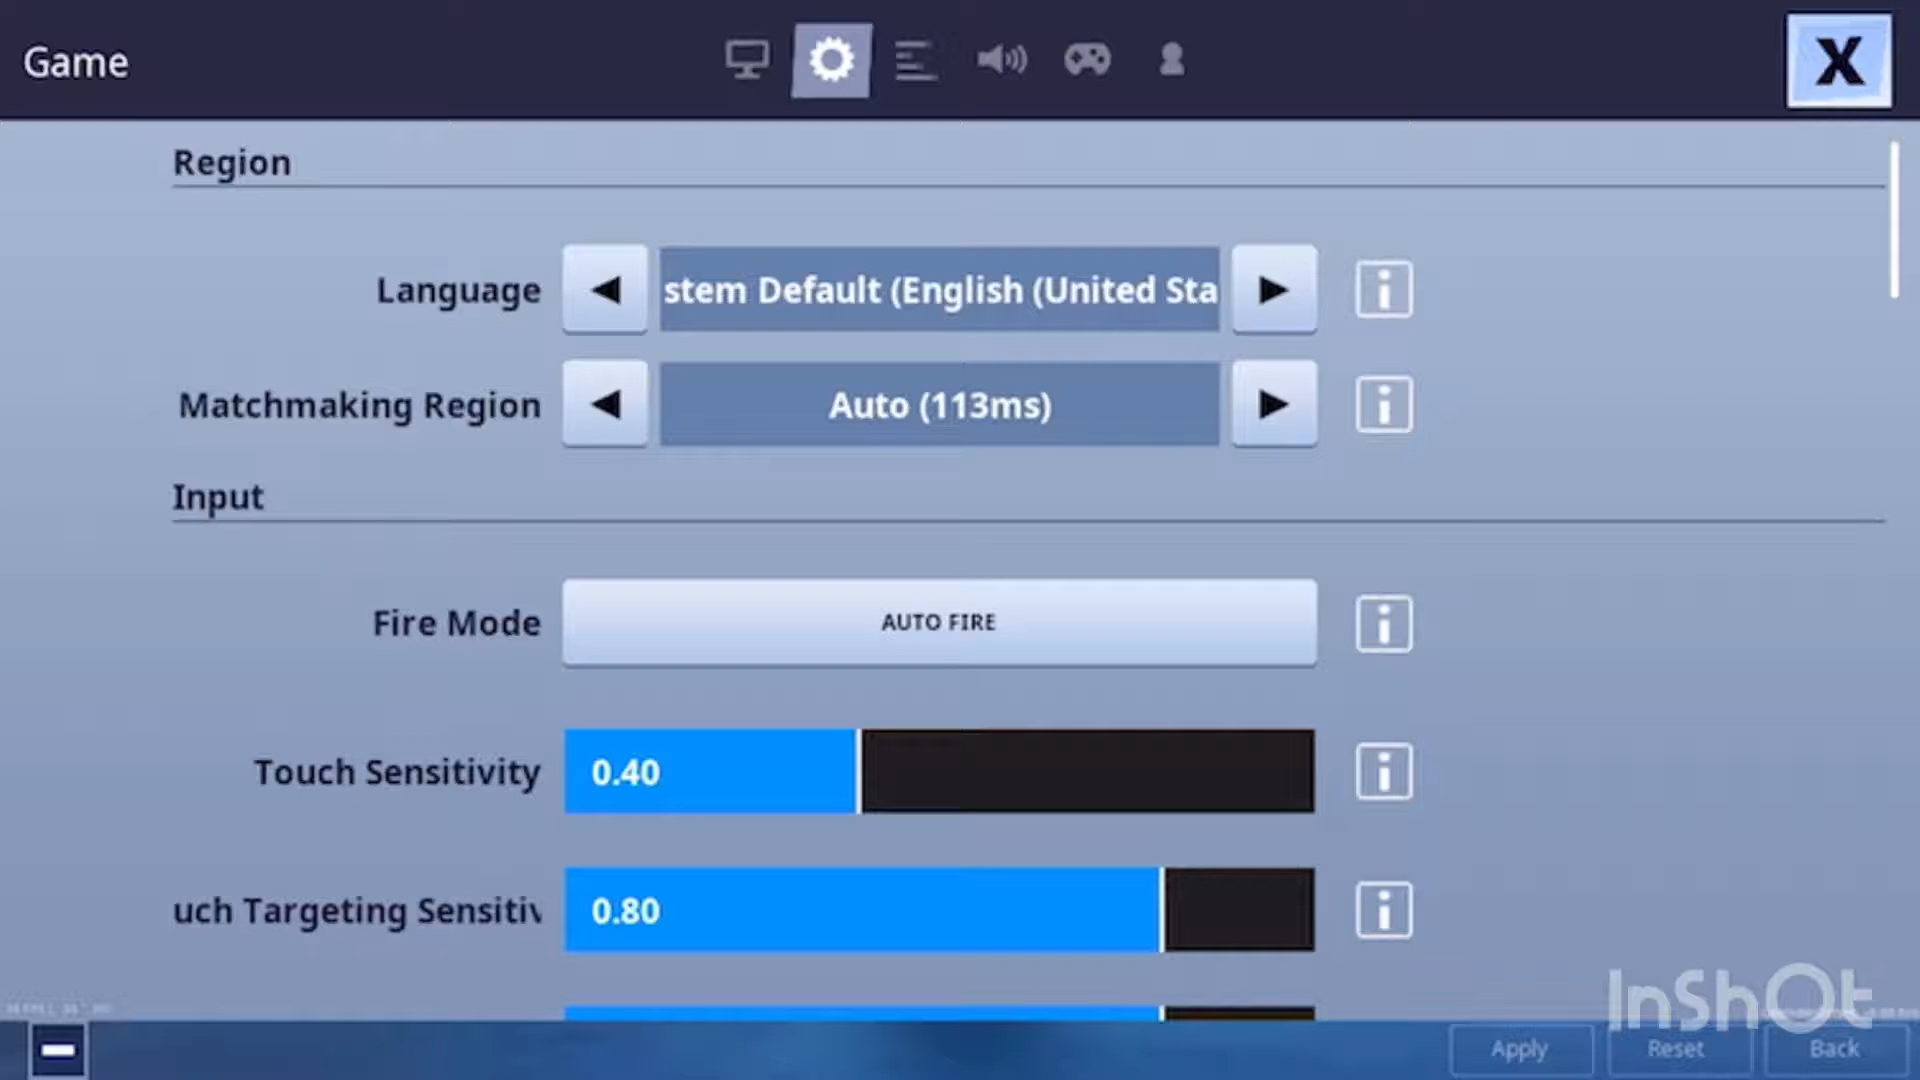 Game
X
Region
Language
stem Default (English (United Sta
Matchmaking Region
Auto (113ms)
Input
Fire Mode
AUTO FIRE
Touch Sensitivity
0.40
uch Targeting Sensitiv
0.80
InShOt
Apply
Reset
Back